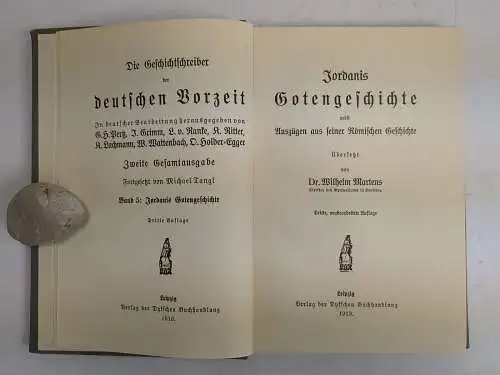 Die Geschichtschreiber
der
deutschen Vorzeit
In deutscher Bearbeitung herausgegeben von
G.H. Pertz, J. Grimm, L. v. Ranke, K. Ritter,
K. Lachmann, W. Wattenbach, O. Holder-Egger
Zweite Gesamtausgabe
Fortgesetzt von Michael Tangl
Band 5: Jordanis Gotengeschichte
Dritte Auflage
Leipzig
Verlag der Dykschen Buchhandlung
1913.
Jordanis
Gotengeschichte
nebst
Auszügen aus seiner Römischen Geschichte
Übersetzt
von
Dr. Wilhelm Martens
Dritte, neubearbeitete Auflage
Leipzig
Verlag der Dykschen Buchhandlung
1913.